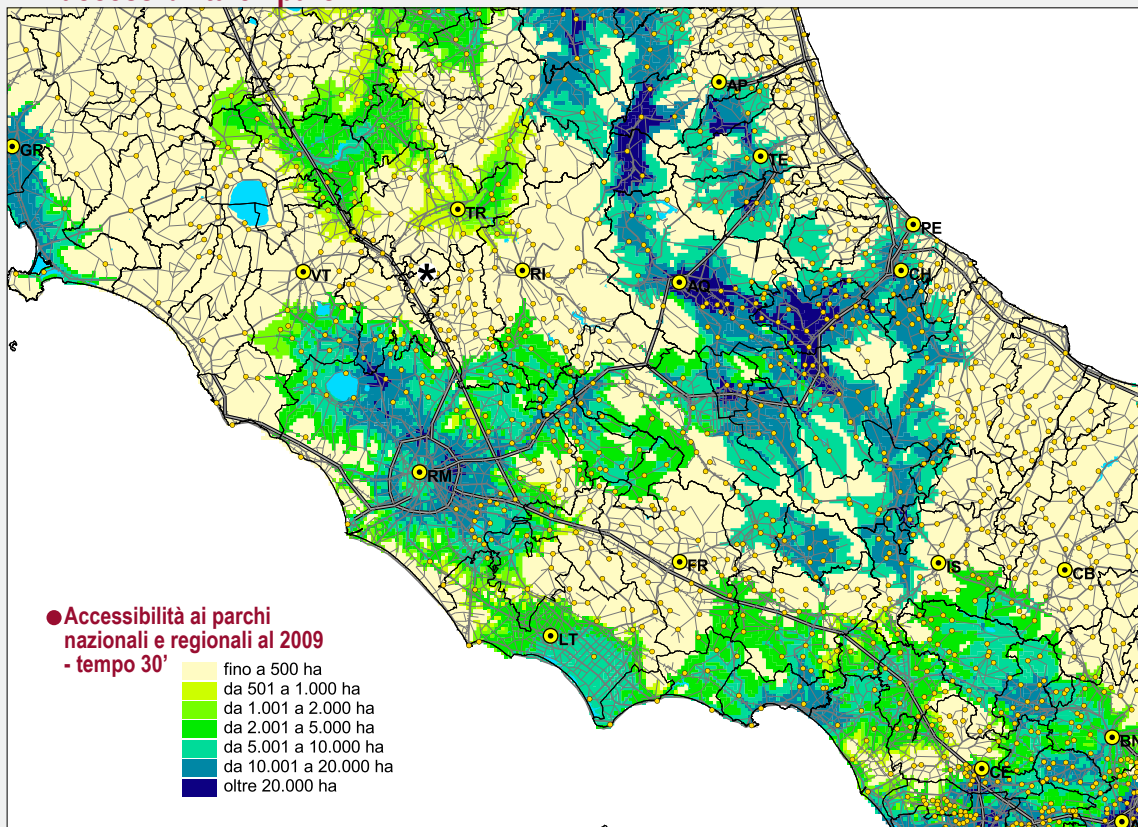 GR
AP
TE
TR
PE
VT
RI
AQ
CH
RM
FR
IS
CB
LT
BN
CE
Accessibilità ai parchi
nazionali e regionali al 2009
- tempo 30’
fino a 500 ha
da 501 a 1.000 ha
da 1.001 a 2.000 ha
da 2.001 a 5.000 ha
da 5.001 a 10.000 ha
da 10.001 a 20.000 ha
oltre 20.000 ha